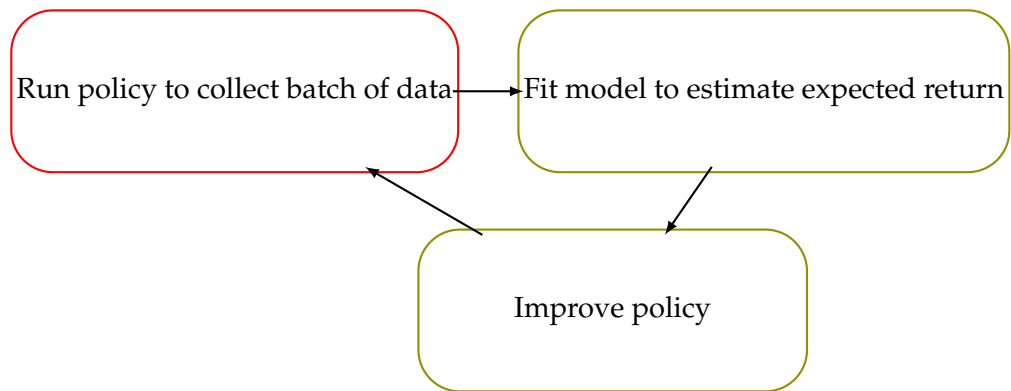 Run policy to collect batch of data
Fit model to estimate expected return
Improve policy